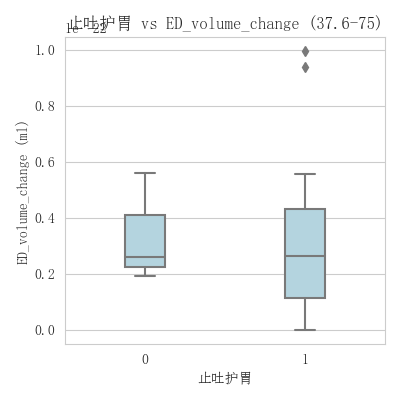 止吐护胃 vs ED_volume_change (37.6-75)
1e-22
1.0
0.8
0.6
0.4
0.2
0.0
ED_volume_change (ml)
0 1
止吐护胃